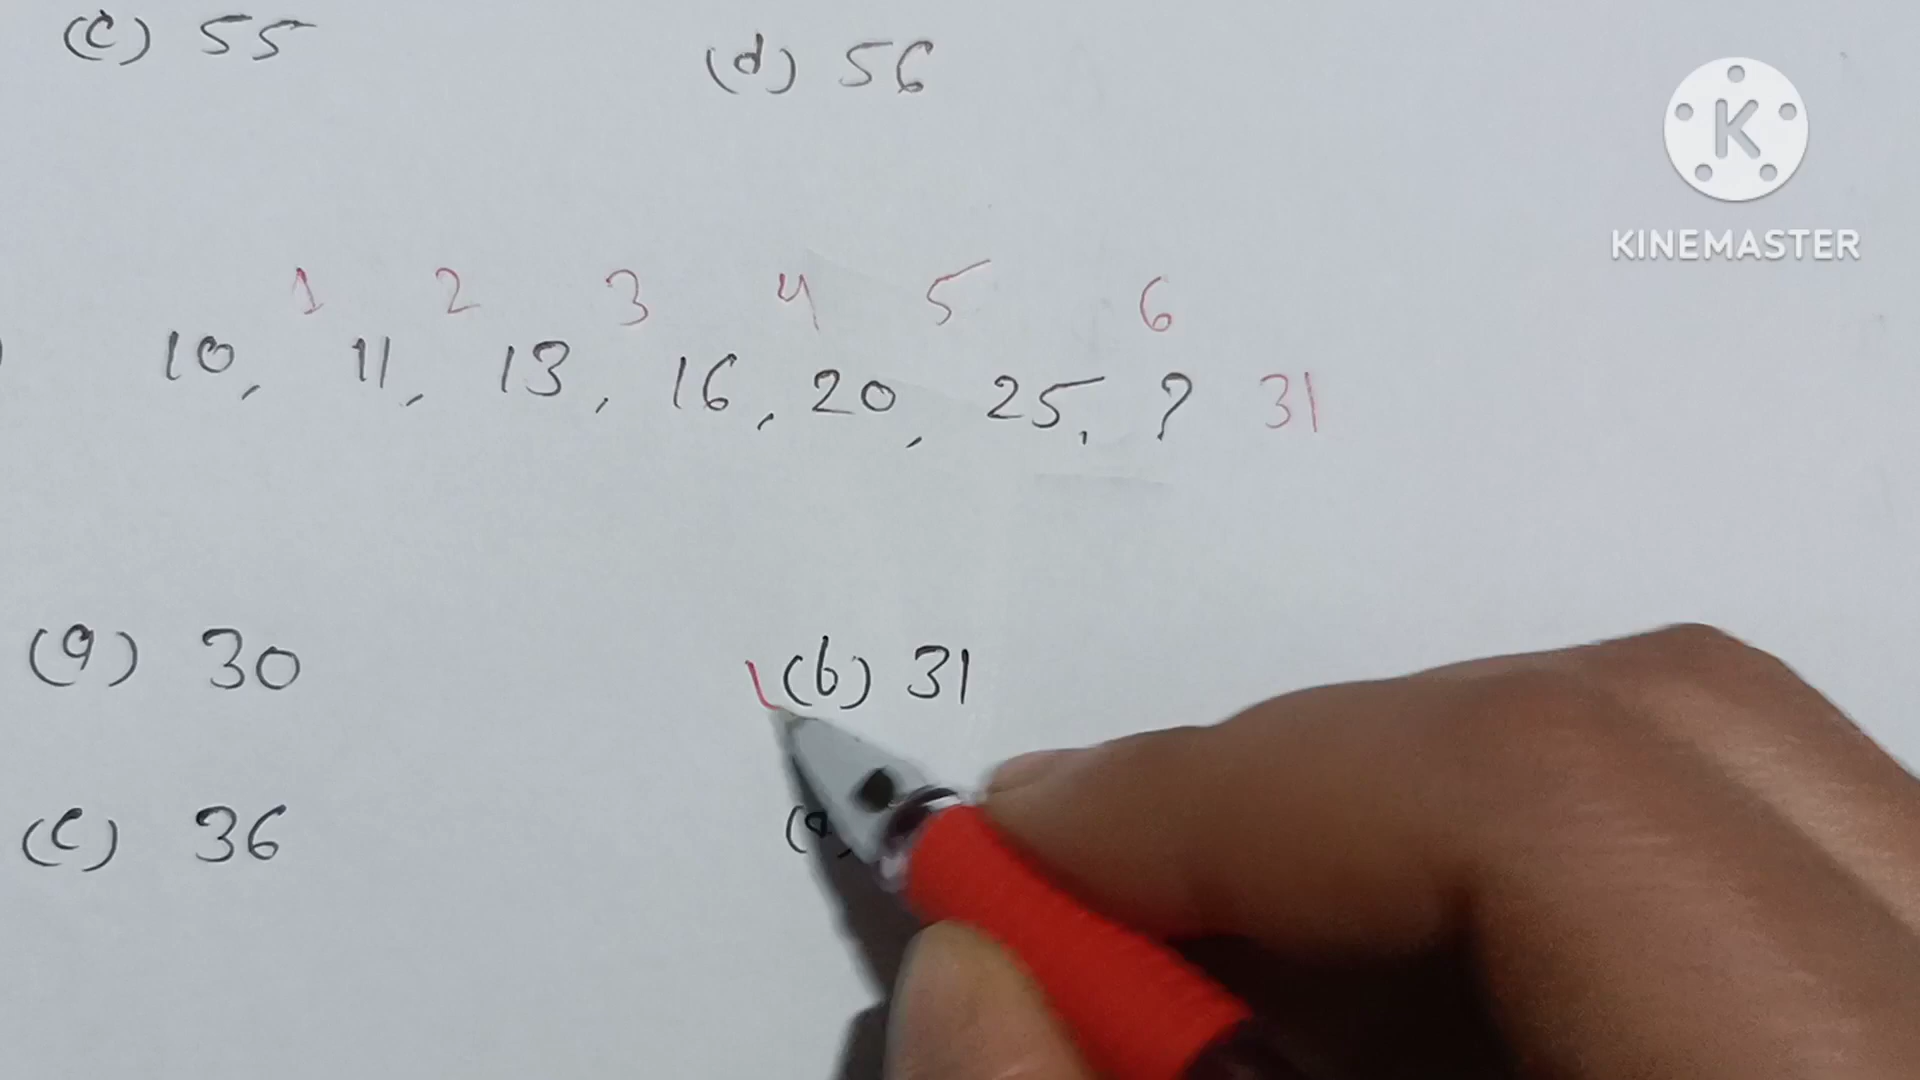 (c) 55 (d) 56
K
KINEMASTER
1 2 3 4 5 6
10, 11, 13, 16, 20, 25, ? 31
(a) 30 (b) 31
(c) 36